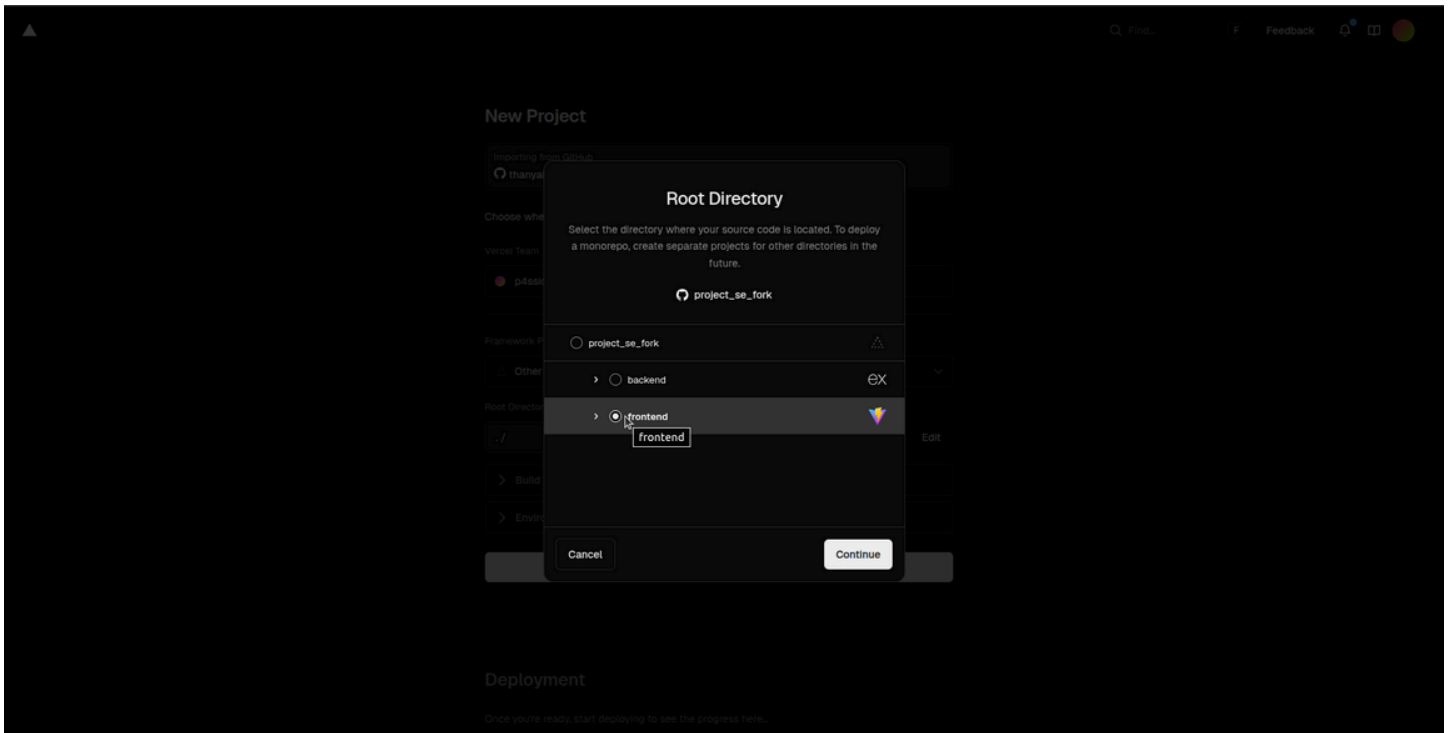 Find...
F
Feedback
New Project
Importing from GitHub
thanya
Choose whe
Vercel Team
p4ssi
Framework P
Other
Root Director
./
Edit
Build
Enviro
Root Directory
Select the directory where your source code is located. To deploy
a monorepo, create separate projects for other directories in the
future.
project_se_fork
project_se_fork
backend
ex
frontend
frontend
Cancel
Continue
Deployment
Once you're ready, start deploying to see the progress here...